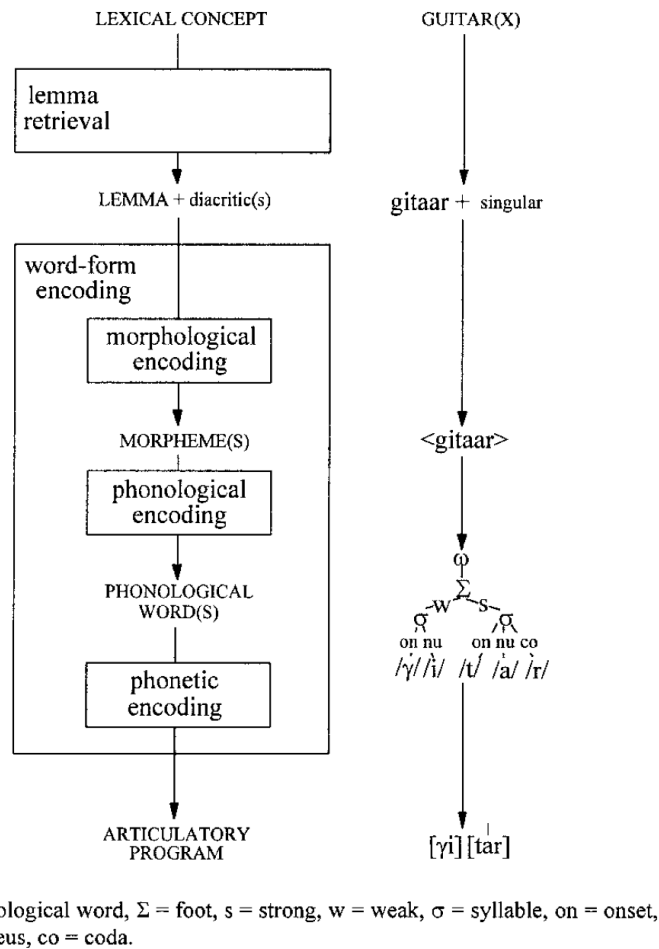 LEXICAL CONCEPT
GUITAR(X)
lemma
retrieval
LEMMA + diacritic(s)
gitaar + singular
word-form
encoding
morphological
encoding
MORPHEME(S)
<gitaar>
phonological
encoding
PHONOLOGICAL
WORD(S)
ω
Σ
w s
σ σ
on nu on nu co
/γ/ /i/ /t/ /a/ /r/
phonetic
encoding
ARTICULATORY
PROGRAM
[γi] [tar]
ological word, Σ = foot, s = strong, w = weak, σ = syllable, on = onset,
eus, co = coda.